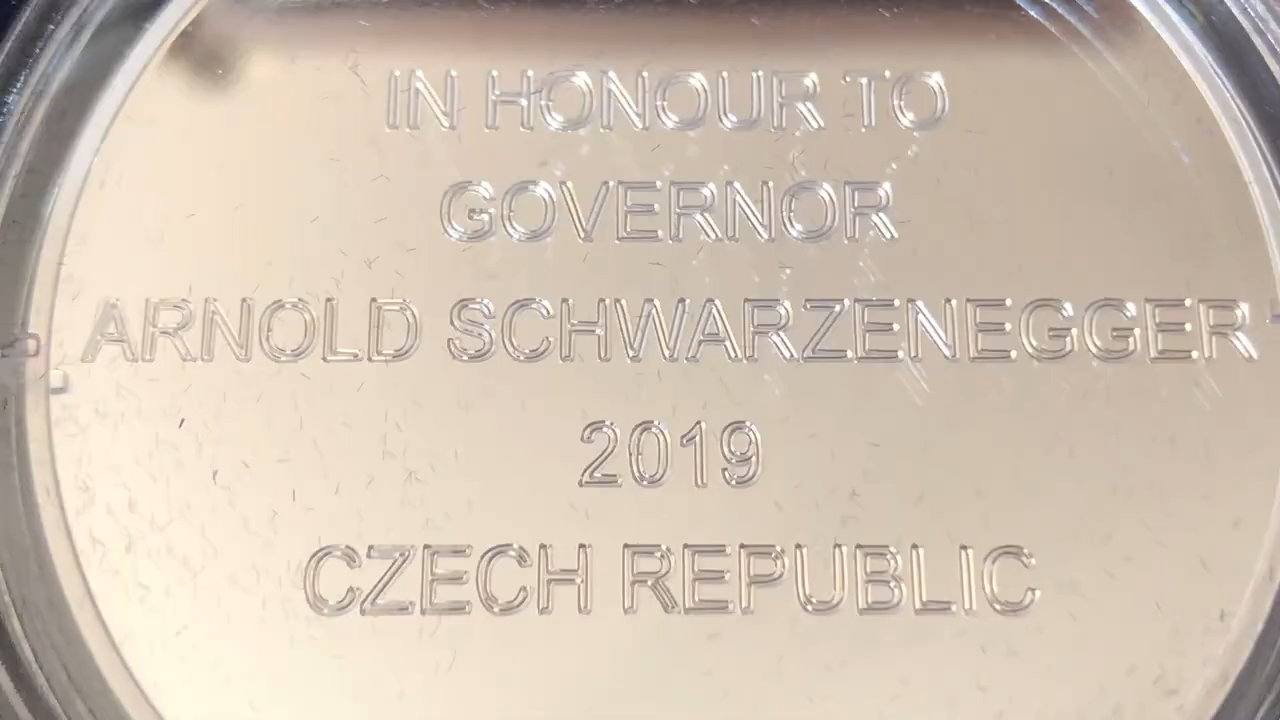 IN HONOUR TO
GOVERNOR
ARNOLD SCHWARZENEGGER
2019
CZECH REPUBLIC